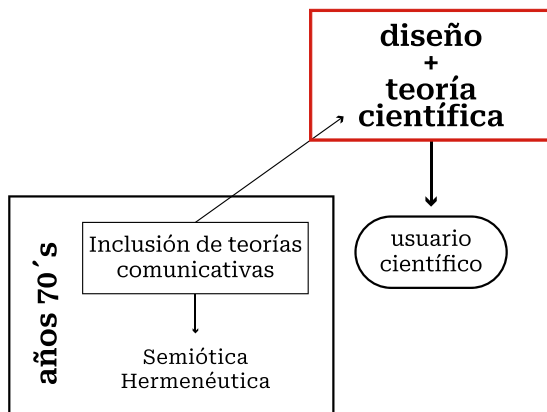 diseño
+
teoría
científica
usuario
científico
años 70´s
Inclusión de teorías
comunicativas
Semiótica
Hermenéutica